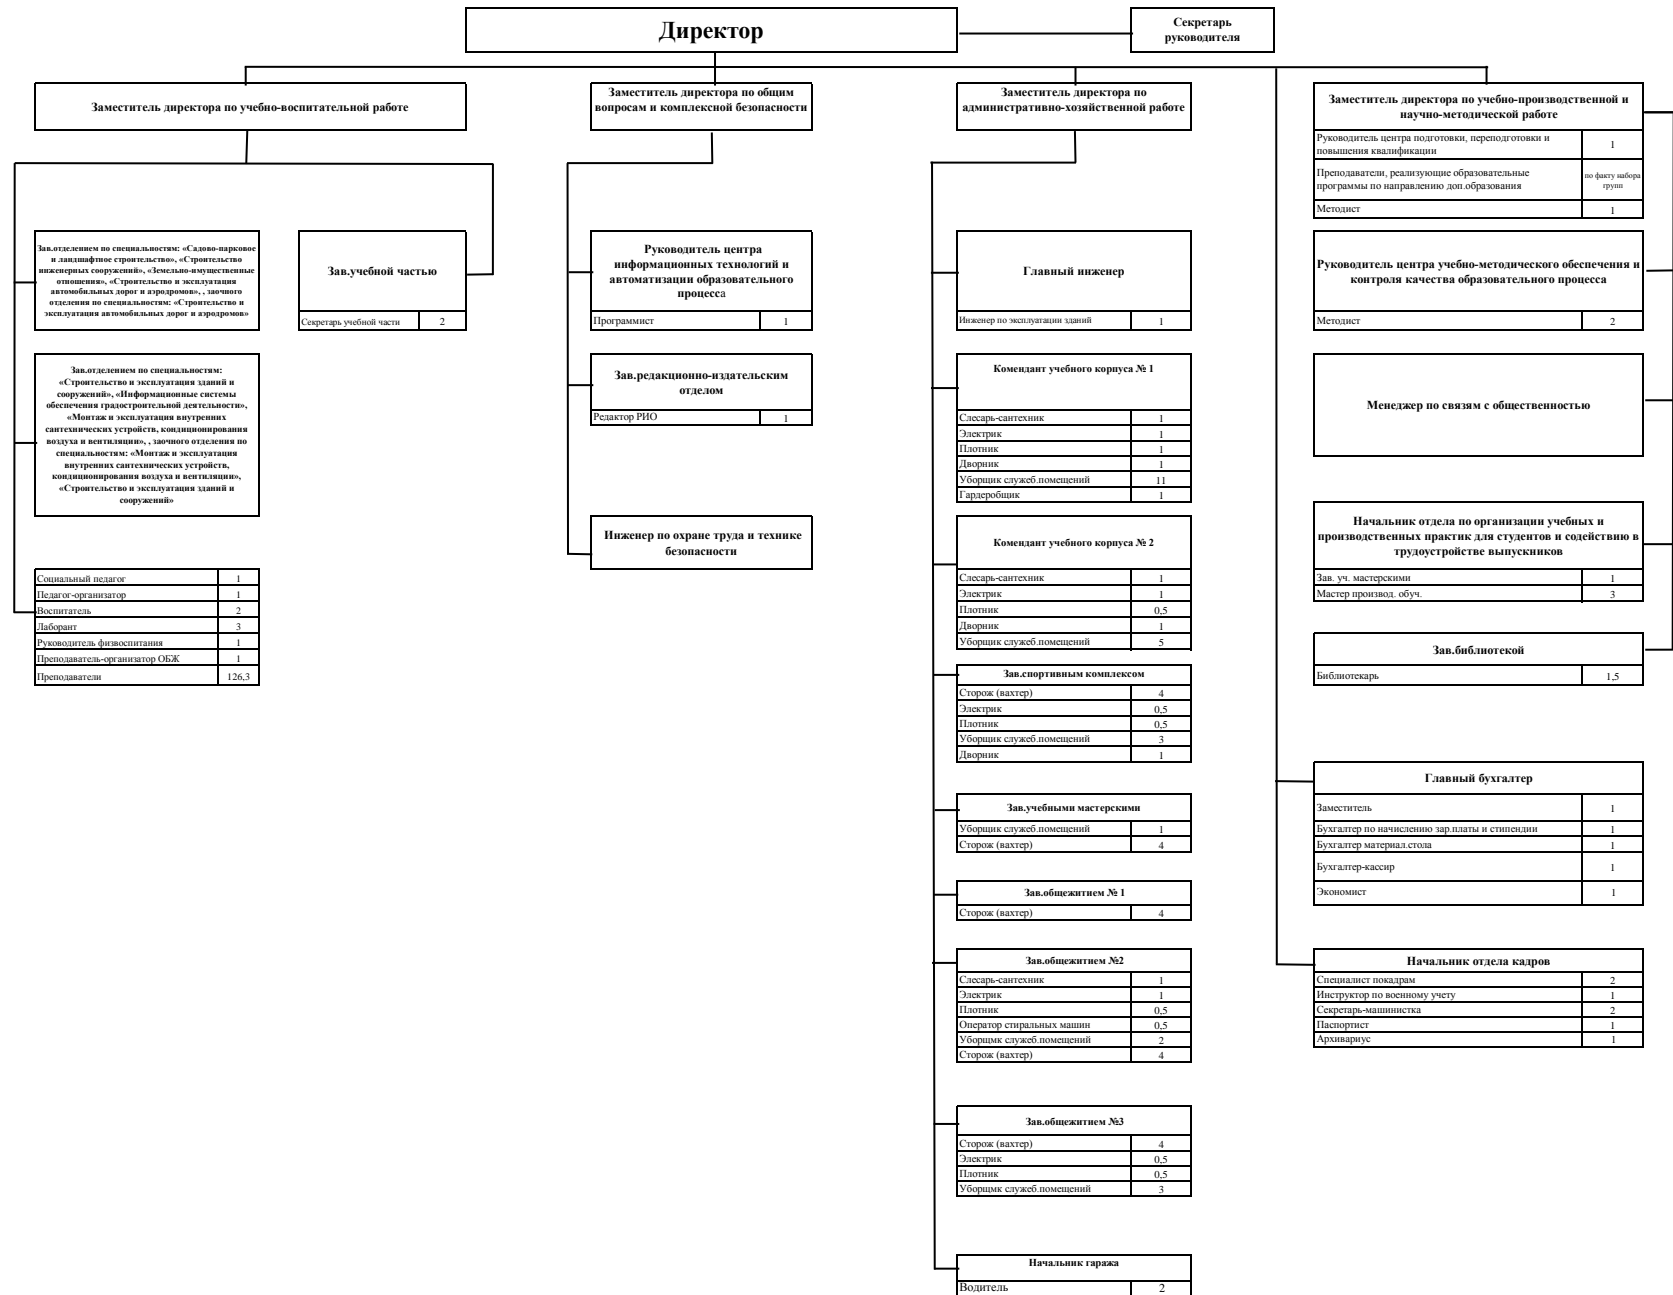 Директор
Секретарь
руководителя
Заместитель директора по учебно-воспитательной работе
Зав.отделением по специальностям: «Садово-парковое
и ландшафтное строительство», «Строительство
инженерных сооружений», «Земельно-имущественные
отношения», «Строительство и эксплуатация
автомобильных дорог и аэродромов», , заочного
отделения по специальностям: «Строительство и
эксплуатация автомобильных дорог и аэродромов»
Зав.учебной частью
Секретарь учебной части 2
Зав.отделением по специальностям:
«Строительство и эксплуатация зданий и
сооружений», «Информационные системы
обеспечения градостроительной деятельности»,
«Монтаж и эксплуатация внутренних
сантехнических устройств, кондиционирования
воздуха и вентиляции», , заочного отделения по
специальностям: «Монтаж и эксплуатация
внутренних сантехнических устройств,
кондиционирования воздуха и вентиляции»,
«Строительство и эксплуатация зданий и
сооружений»
Социальный педагог 1
Педагог-организатор 1
Воспитатель 2
Лаборант 3
Руководитель физвоспитания 1
Преподаватель-организатор ОБЖ 1
Преподаватели 126,3
Заместитель директора по общим
вопросам и комплексной безопасности
Руководитель центра
информационных технологий и
автоматизации образовательного
процесса
Программист 1
Зав.редакционно-издательским
отделом
Редактор РИО 1
Инженер по охране труда и технике
безопасности
Заместитель директора по
административно-хозяйственной работе
Главный инженер
Инженер по эксплуатации зданий 1
Комендант учебного корпуса № 1
Слесарь-сантехник 1
Электрик 1
Плотник 1
Дворник 1
Уборщик служеб.помещений 11
Гардеробщик 1
Комендант учебного корпуса № 2
Слесарь-сантехник 1
Электрик 1
Плотник 0,5
Дворник 1
Уборщик служеб.помещений 5
Зав.спортивным комплексом
Сторож (вахтер) 4
Электрик 0,5
Плотник 0,5
Уборщик служеб.помещений 3
Дворник 1
Зав.учебными мастерскими
Уборщик служеб.помещений 1
Сторож (вахтер) 4
Зав.общежитием № 1
Сторож (вахтер) 4
Зав.общежитием №2
Слесарь-сантехник 1
Электрик 1
Плотник 0,5
Оператор стиральных машин 0,5
Уборщмк служеб.помещений 2
Сторож (вахтер) 4
Зав.общежитием №3
Сторож (вахтер) 4
Электрик 0,5
Плотник 0,5
Уборщмк служеб.помещений 3
Начальник гаража
Водитель 2
Заместитель директора по учебно-производственной и
научно-методической работе
Руководитель центра подготовки, переподготовки и
повышения квалификации 1
Преподаватели, реализующие образовательные
программы по направлению доп.образования
по факту набора
групп
Методист 1
Руководитель центра учебно-методического обеспечения и
контроля качества образовательного процесса
Методист 2
Менеджер по связям с общественностью
Начальник отдела по организации учебных и
производственных практик для студентов и содействию в
трудоустройстве выпускников
Зав. уч. мастерскими 1
Мастер производ. обуч. 3
Зав.библиотекой
Библиотекарь 1,5
Главный бухгалтер
Заместитель 1
Бухгалтер по начислению зар.платы и стипендии 1
Бухгалтер материал.стола 1
Бухгалтер-кассир 1
Экономист 1
Начальник отдела кадров
Специалист покадрам 2
Инструктор по военному учету 1
Секретарь-машинистка 2
Паспортист 1
Архивариус 1